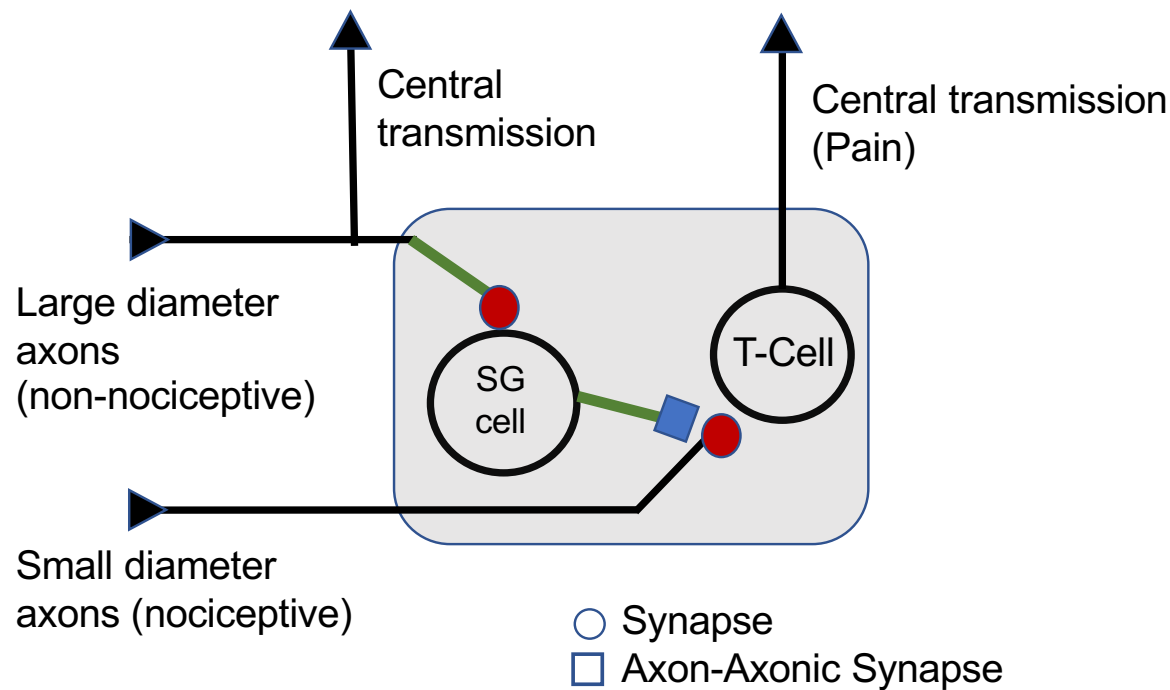 Central
transmission
Central transmission
(Pain)
Large diameter
axons
(non-nociceptive)
SG
cell
T-Cell
Small diameter
axons (nociceptive)
Synapse
Axon-Axonic Synapse